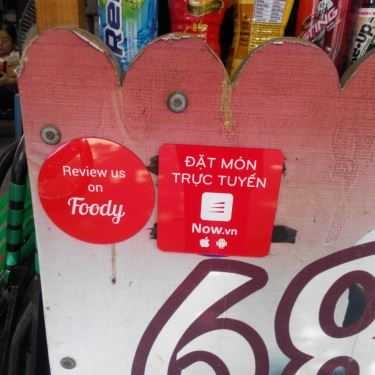 Review us
on
Foody
ĐẶT MÓN
TRỰC TUYẾN
Now.vn
68